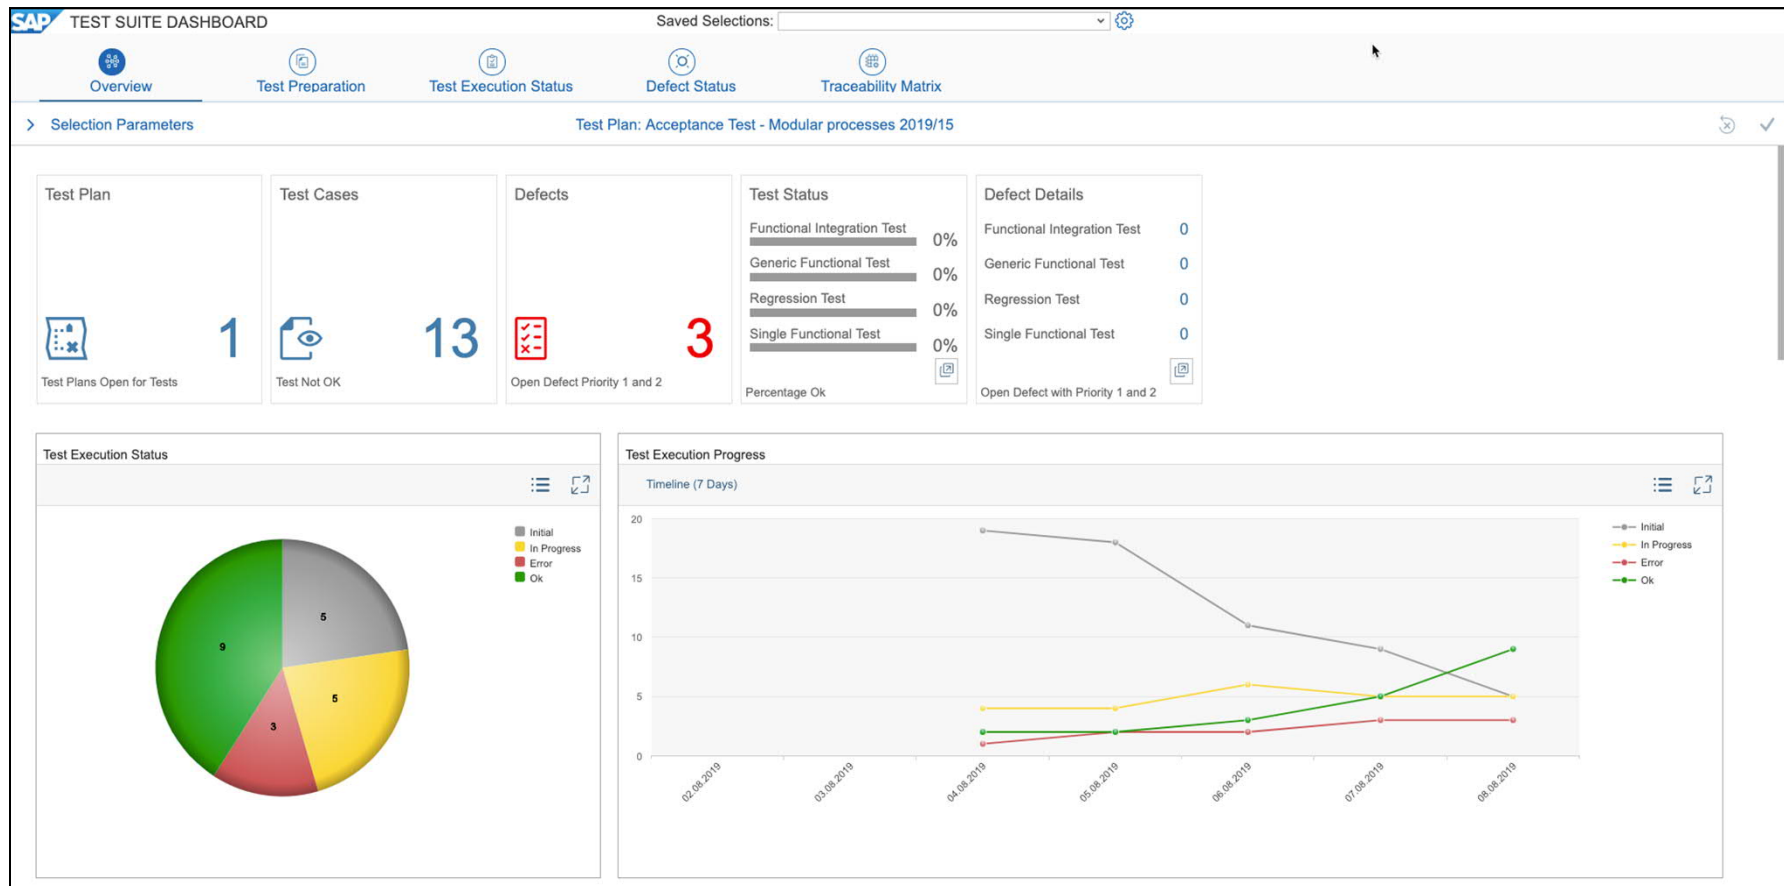 SAP TEST SUITE DASHBOARD
Saved Selections:
Overview
Test Preparation
Test Execution Status
Defect Status
Traceability Matrix
Selection Parameters
Test Plan: Acceptance Test - Modular processes 2019/15
Test Plan
1
Test Plans Open for Tests
Test Cases
13
Test Not OK
Defects
3
Open Defect Priority 1 and 2
Test Status
Functional Integration Test 0%
Generic Functional Test 0%
Regression Test 0%
Single Functional Test 0%
Percentage Ok
Defect Details
Functional Integration Test 0
Generic Functional Test 0
Regression Test 0
Single Functional Test 0
Open Defect with Priority 1 and 2
Test Execution Status
Initial
In Progress
Error
Ok
5
9
5
3
Test Execution Progress
Timeline (7 Days)
20
15
10
5
0
02.08.2019
03.08.2019
04.08.2019
05.08.2019
06.08.2019
07.08.2019
08.08.2019
Initial
In Progress
Error
Ok